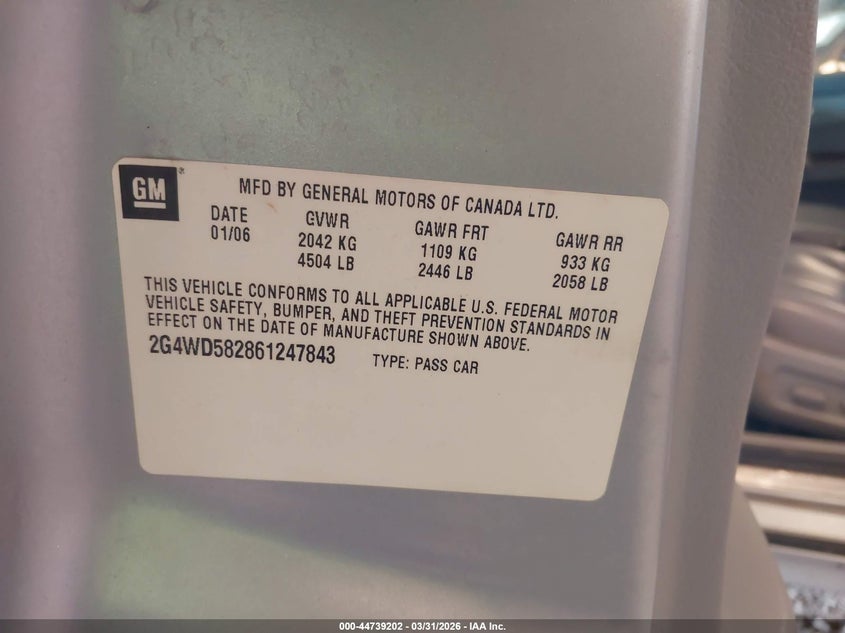 GM®
MFD BY GENERAL MOTORS OF CANADA LTD.
DATE GVWR GAWR FRT GAWR RR
01/06 2042 KG 1109 KG 933 KG
4504 LB 2446 LB 2058 LB
THIS VEHICLE CONFORMS TO ALL APPLICABLE U.S. FEDERAL MOTOR
VEHICLE SAFETY, BUMPER, AND THEFT PREVENTION STANDARDS IN
EFFECT ON THE DATE OF MANUFACTURE SHOWN ABOVE.
2G4WD582861247843 TYPE: PASS CAR
000-44739202 - 03/31/2026 - IAA Inc.